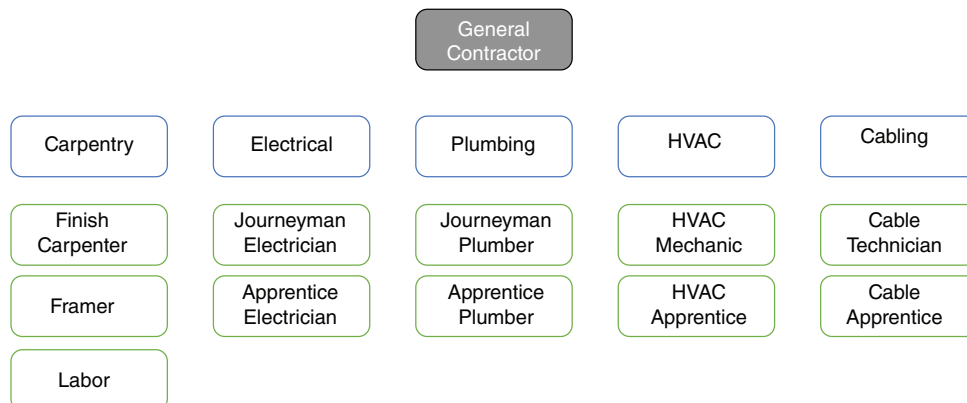 General
Contractor
Carpentry
Electrical
Plumbing
HVAC
Cabling
Finish
Carpenter
Journeyman
Electrician
Journeyman
Plumber
HVAC
Mechanic
Cable
Technician
Framer
Apprentice
Electrician
Apprentice
Plumber
HVAC
Apprentice
Cable
Apprentice
Labor